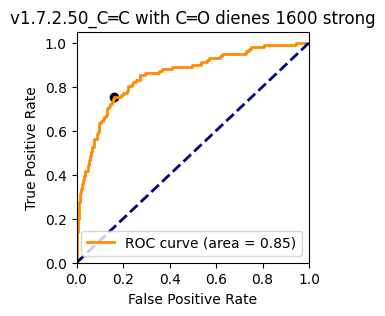 v1.7.2.50_C═C with C═O dienes 1600 strong
1.0
0.8
0.6
0.4
0.2
0.0
True Positive Rate
ROC curve (area = 0.85)
0.0 0.2 0.4 0.6 0.8 1.0
False Positive Rate